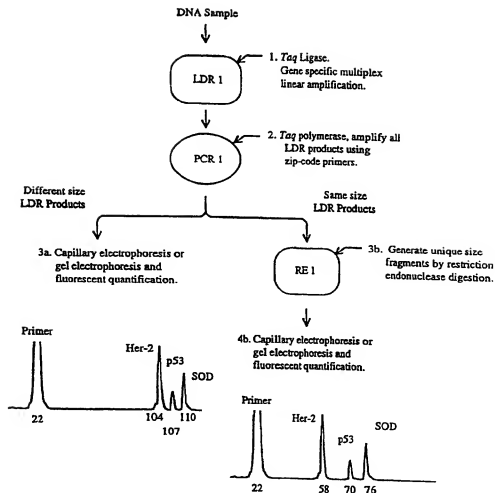 DNA Sample
LDR 1
1. Taq Ligase.
Gene specific multiplex
linear amplification.
PCR 1
2. Taq polymerase, amplify all
LDR products using
zip-code primers.
Different size
LDR Products
Same size
LDR Products
3a. Capillary electrophoresis or
gel electrophoresis and
fluorescent quantification.
RE 1
3b. Generate unique size
fragments by restriction
endonuclease digestion.
4b. Capillary electrophoresis or
gel electrophoresis and
fluorescent quantification.
Primer
Her-2
p53
SOD
22
104
107
110
Primer
Her-2
p53
SOD
22
58
70
76